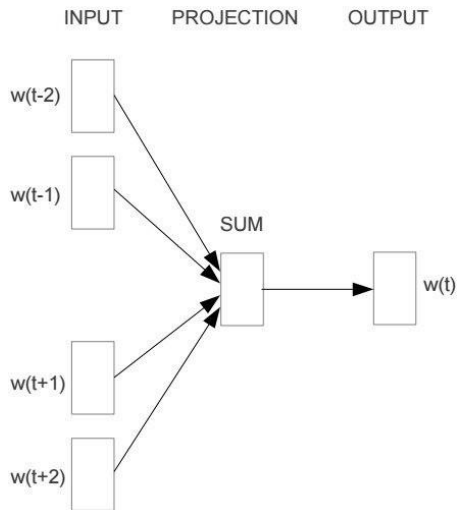 INPUT PROJECTION OUTPUT
w(t-2)
w(t-1)
SUM
w(t)
w(t+1)
w(t+2)